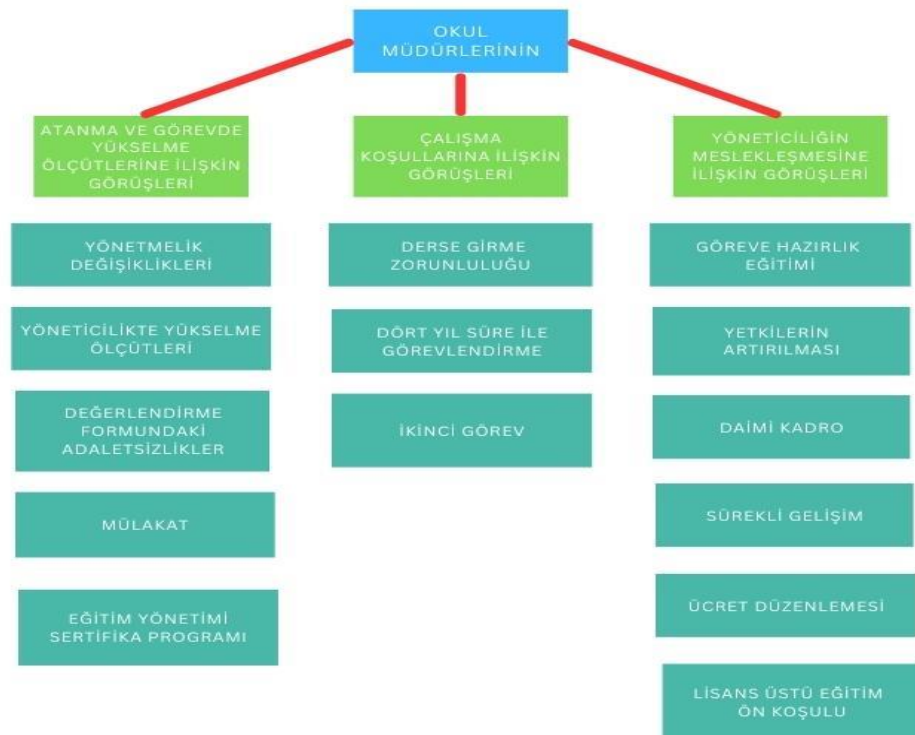 OKUL
MÜDÜRLERİNİN
ATANMA VE GÖREVDE
YÜKSELME
ÖLÇÜTLERİNE İLİŞKİN
GÖRÜŞLERİ
YÖNETMELİK
DEĞİŞİKLİKLERİ
YÖNETİCİLİKTE YÜKSELME
ÖLÇÜTLERİ
DEĞERLENDİRME
FORMUNDAKİ
ADALETSİZLİKLER
MÜLAKAT
EĞİTİM YÖNETİMİ
SERTİFİKA PROGRAMI
ÇALIŞMA
KOŞULLARINA İLİŞKİN
GÖRÜŞLERİ
DERSE GİRME
ZORUNLULUĞU
DÖRT YIL SÜRE İLE
GÖREVLENDİRME
İKİNCİ GÖREV
YÖNETİCİLİĞİN
MESLEKLEŞMESİNE
İLİŞKİN GÖRÜŞLERİ
GÖREVE HAZIRLIK
EĞİTİMİ
YETKİLERİN
ARTIRILMASI
DAİMİ KADRO
SÜREKLİ GELİŞİM
ÜCRET DÜZENLEMESİ
LİSANS ÜSTÜ EĞİTİM
ÖN KOŞULU